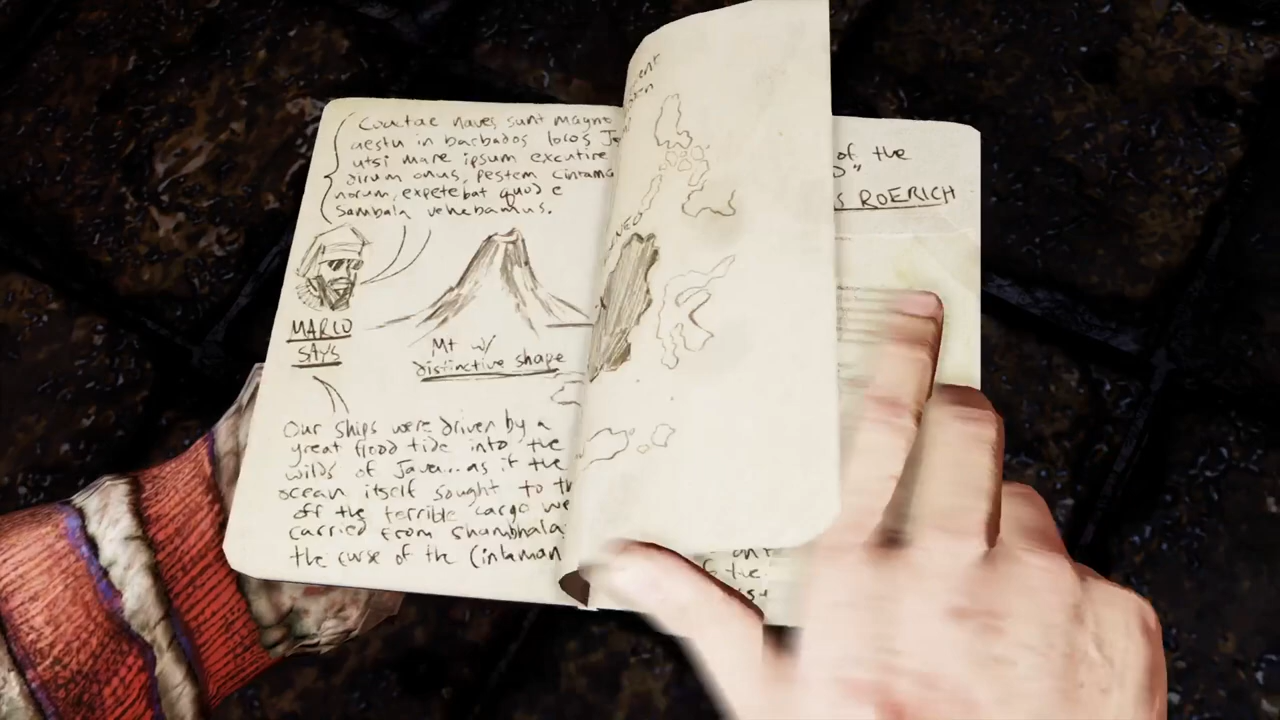 Coactae naves sunt magno
aestu in barbados locos
utsi mare ipsum excutire
dirum onus, pestem cintama
norum, expetebat quod e
Sambala vehebamus.
MARCO
SAYS
Mt w/
distinctive shape
Our ships were driven by a
great flood tide into the
wilds of Java... as if the
ocean itself sought to
off the terrible cargo we
carried from Shambhala:
the curse of the Cintaman
of the
ROERICH
the